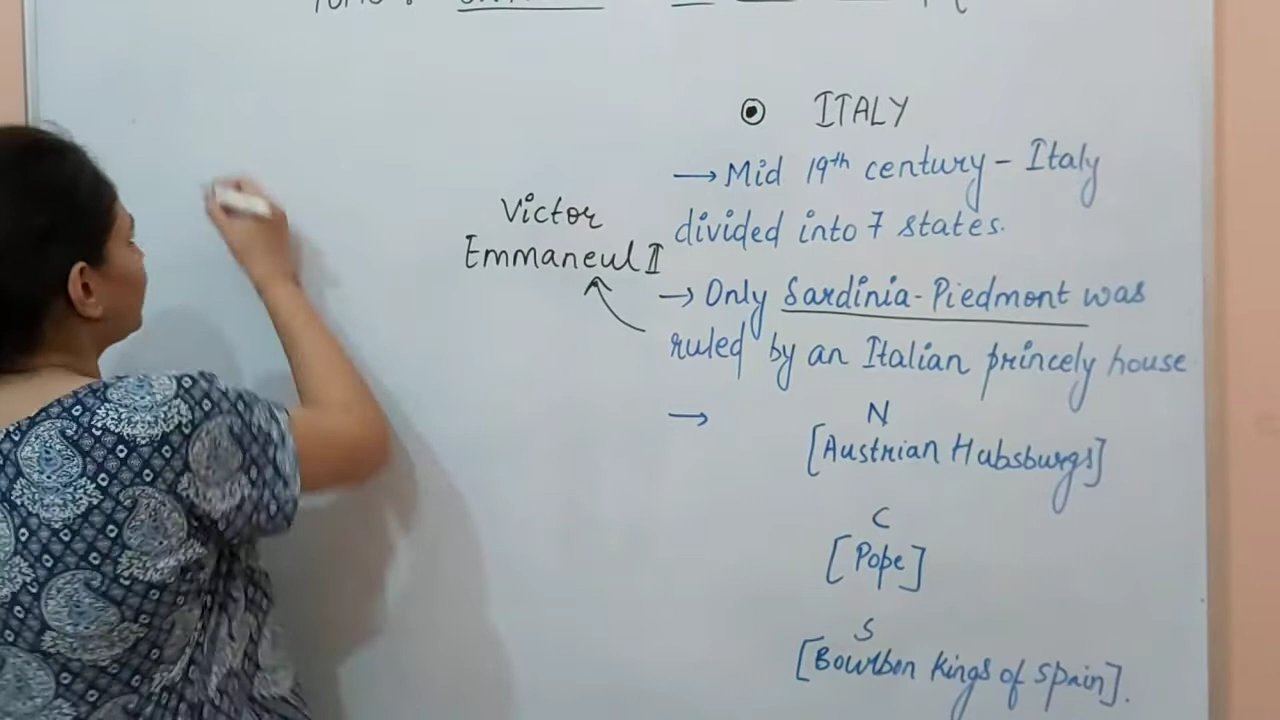 ITALY
→ Mid 19th century - Italy
divided into 7 states.
Victor
Emmaneul II
→ Only Sardinia-Piedmont was
ruled by an Italian princely house
→ N
[Austrian Habsburgs]
C
[Pope]
S
[Bourbon kings of Spain].